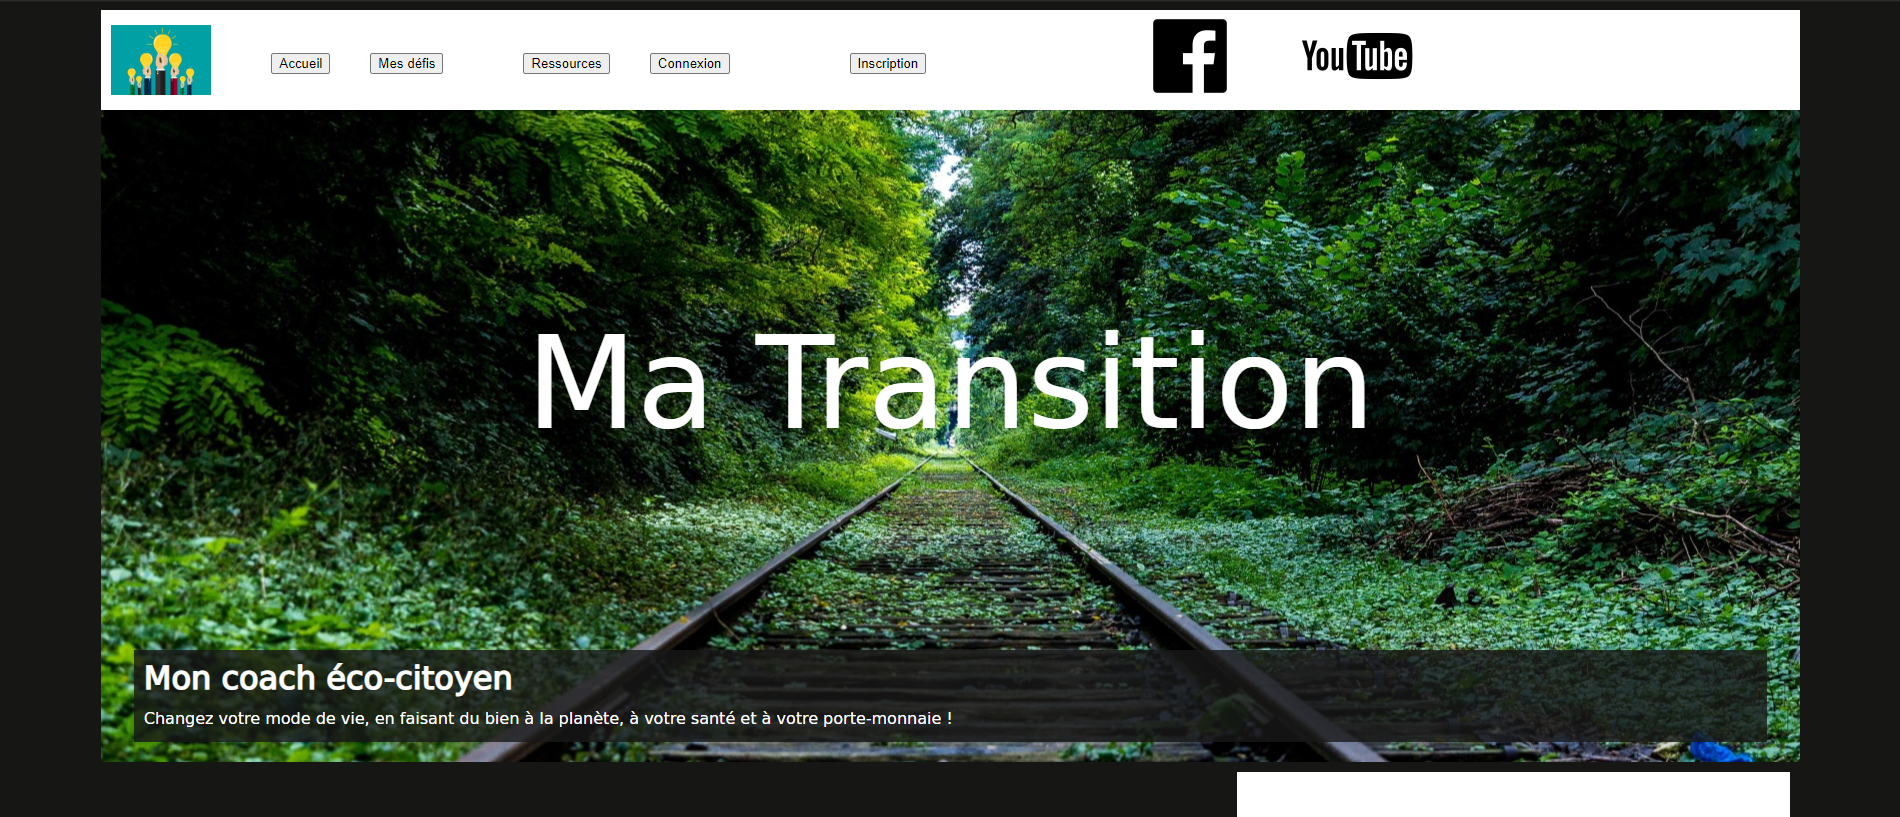 Accueil
Mes défis
Ressources
Connexion
Inscription
f
YouTube
Ma Transition
Mon coach éco-citoyen
Changez votre mode de vie, en faisant du bien à la planète, à votre santé et à votre porte-monnaie !